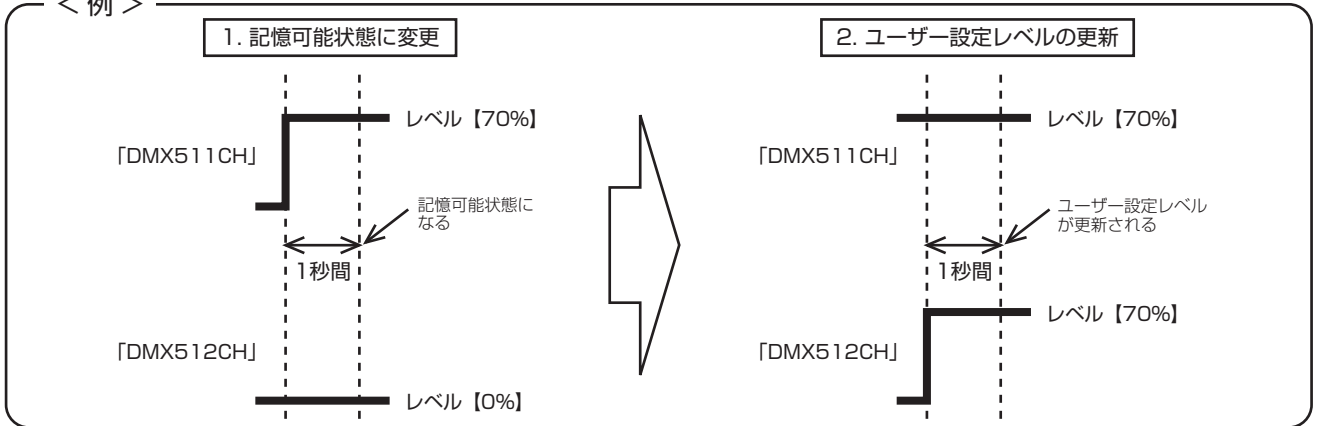 ＜ 例 ＞
1. 記憶可能状態に変更
レベル【70%】
「DMX511CH」
記憶可能状態に
なる
1秒間
「DMX512CH」
レベル【0%】
2. ユーザー設定レベルの更新
レベル【70%】
「DMX511CH」
ユーザー設定レベル
が更新される
1秒間
レベル【70%】
「DMX512CH」